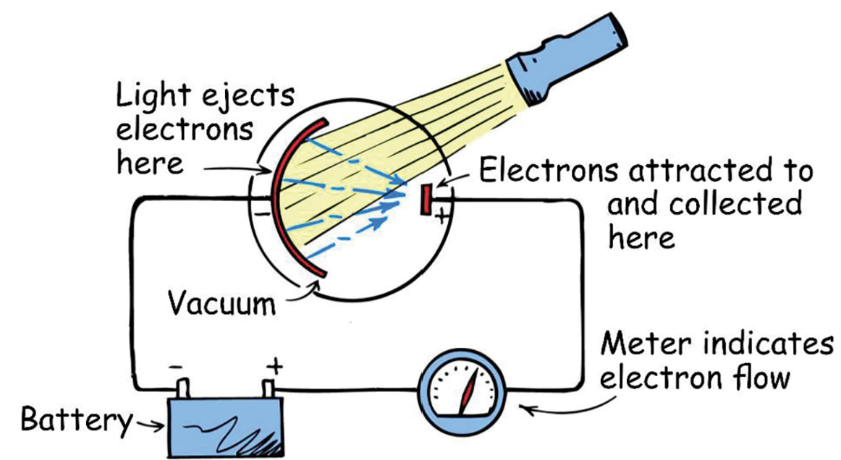 Light ejects
electrons
here
Electrons attracted to
and collected
here
-
+
Vacuum
-
+
Battery
Meter indicates
electron flow